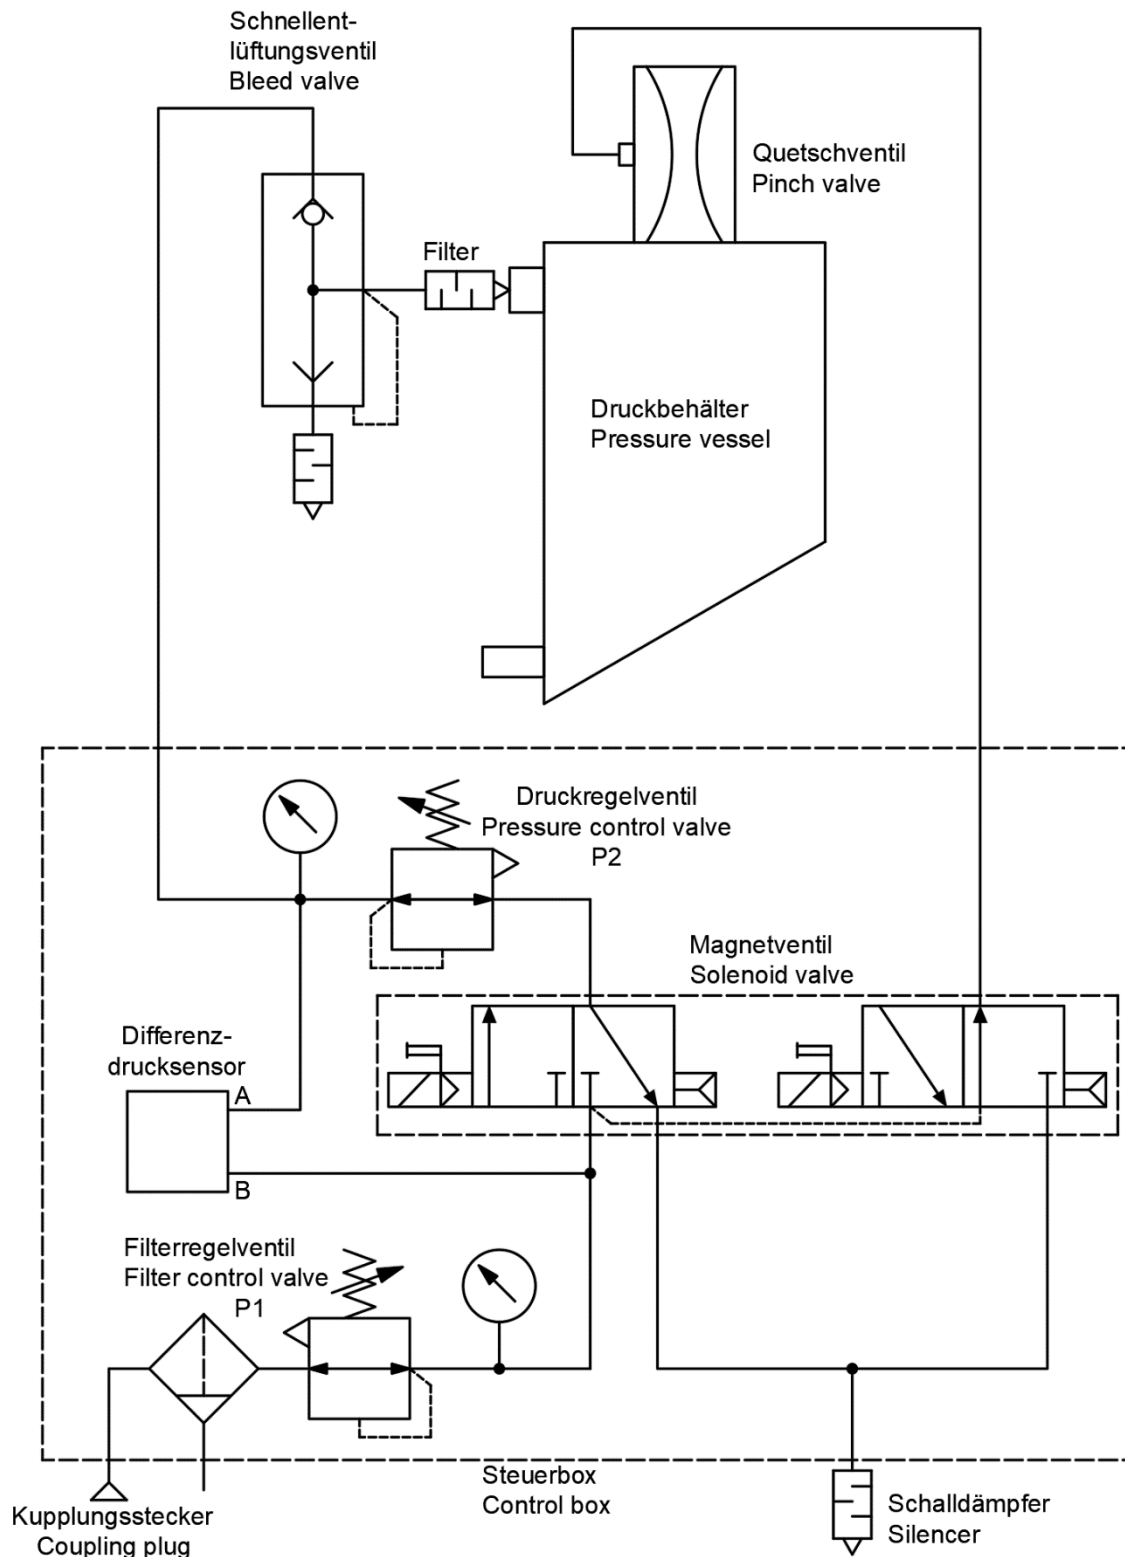 Schnellent-
lüftungsventil
Bleed valve
Quetschventil
Pinch valve
Filter
Druckbehälter
Pressure vessel
Druckregelventil
Pressure control valve
P2
Magnetventil
Solenoid valve
Differenz-
drucksensor
A
B
Filterregelventil
Filter control valve
P1
Steuerbox
Control box
Kupplungsstecker
Coupling plug
Schalldämpfer
Silencer